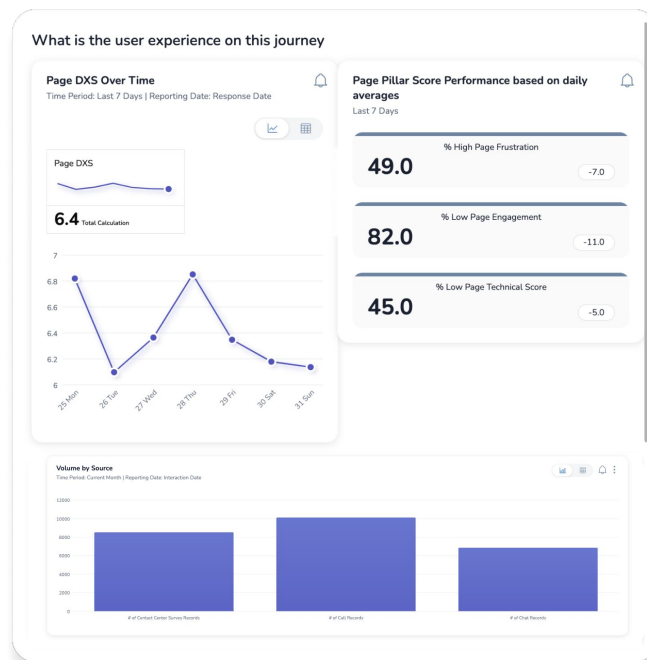 What is the user experience on this journey
Page DXS Over Time
Time Period: Last 7 Days | Reporting Date: Response Date
Page DXS
6.4 Total Calculation
7
6.8
6.6
6.4
6.2
6
25 Mon
26 Tue
27 Wed
28 Thu
29 Fri
30 Sat
31 Sun
Page Pillar Score Performance based on daily
averages
Last 7 Days
% High Page Frustration
49.0
-7.0
% Low Page Engagement
82.0
-11.0
% Low Page Technical Score
45.0
-5.0
Volume by Source
Time Period: Current Month | Reporting Date: Interaction Date
12000
10000
8000
6000
4000
2000
0
# of Contact Center Survey Records
# of Call Records
# of Chat Records